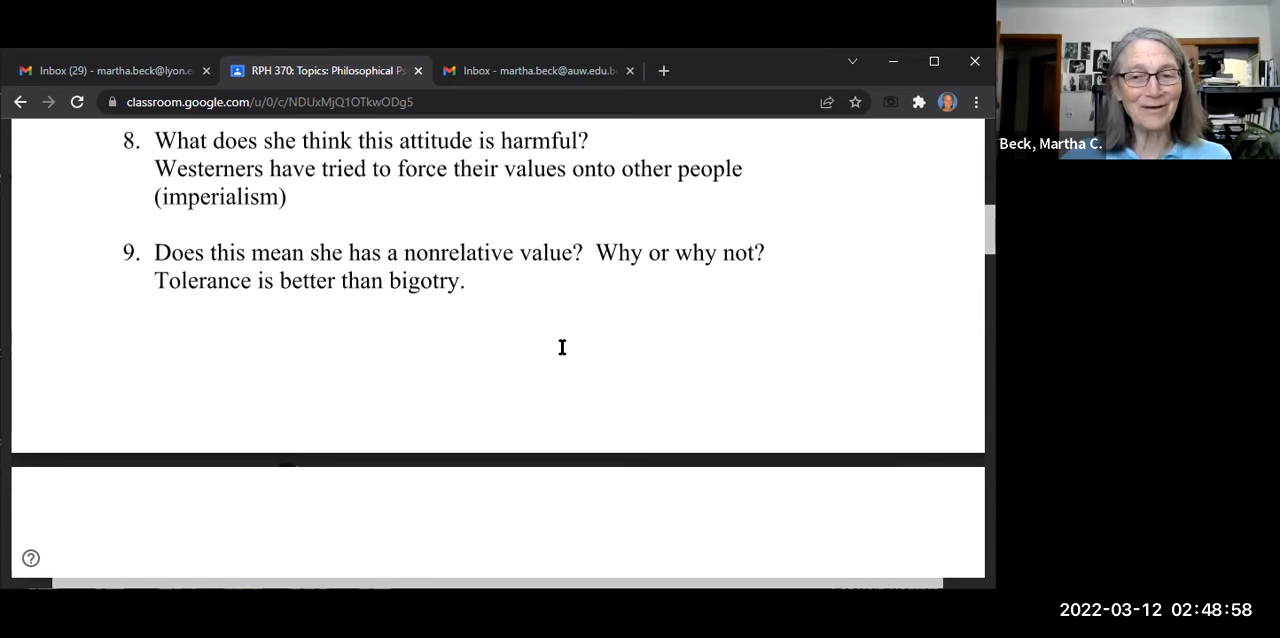 Inbox (29) - martha.beck@lyon.e
RPH 370: Topics: Philosophical Ps
Inbox - martha.beck@auw.edu.b
classroom.google.com/u/0/c/NDUxMjQ1OTkwODg5
Beck, Martha C.
8. What does she think this attitude is harmful?
Westerners have tried to force their values onto other people
(imperialism)
9. Does this mean she has a nonrelative value? Why or why not?
Tolerance is better than bigotry.
2022-03-12 02:48:58